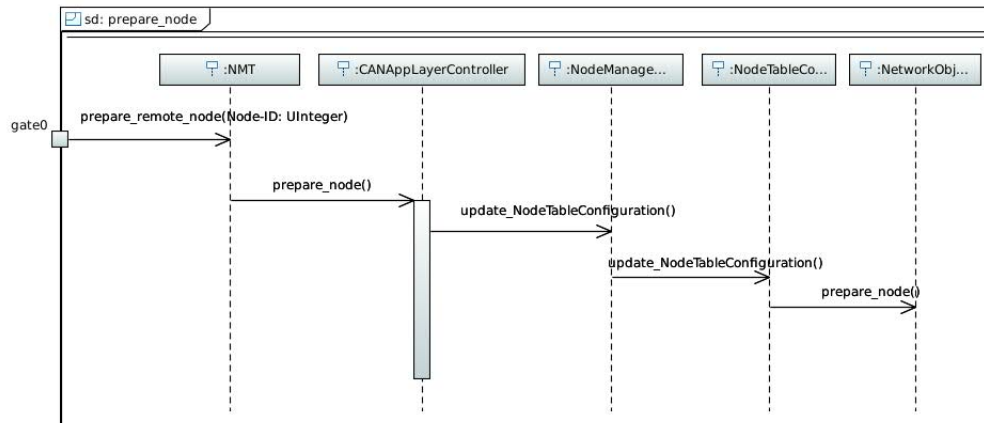 sd: prepare_node
:NMT
:CANAppLayerController
:NodeManage...
:NodeTableCo...
:NetworkObj...
gate0
prepare_remote_node(Node-ID: UInteger)
prepare_node()
update_NodeTableConfiguration()
update_NodeTableConfiguration()
prepare_node()